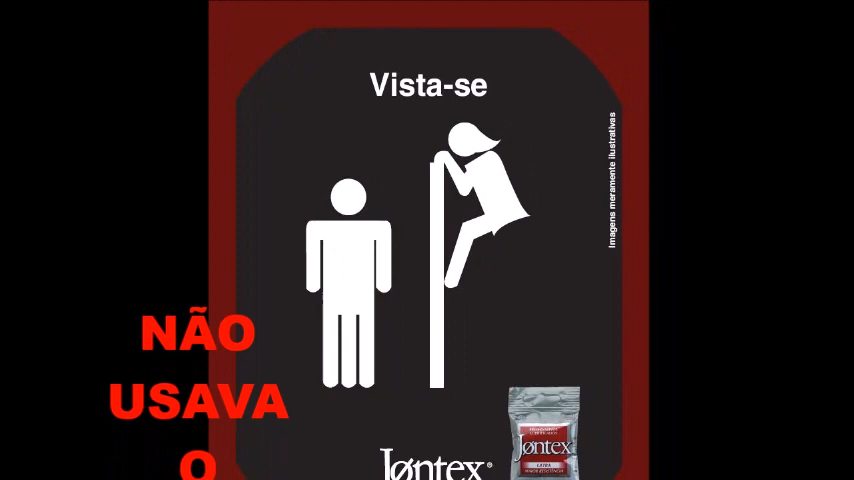 Vista-se
Imagens meramente ilustrativas
NÃO
USAVA
O
Jøntex®
Jøntex
EXTRA